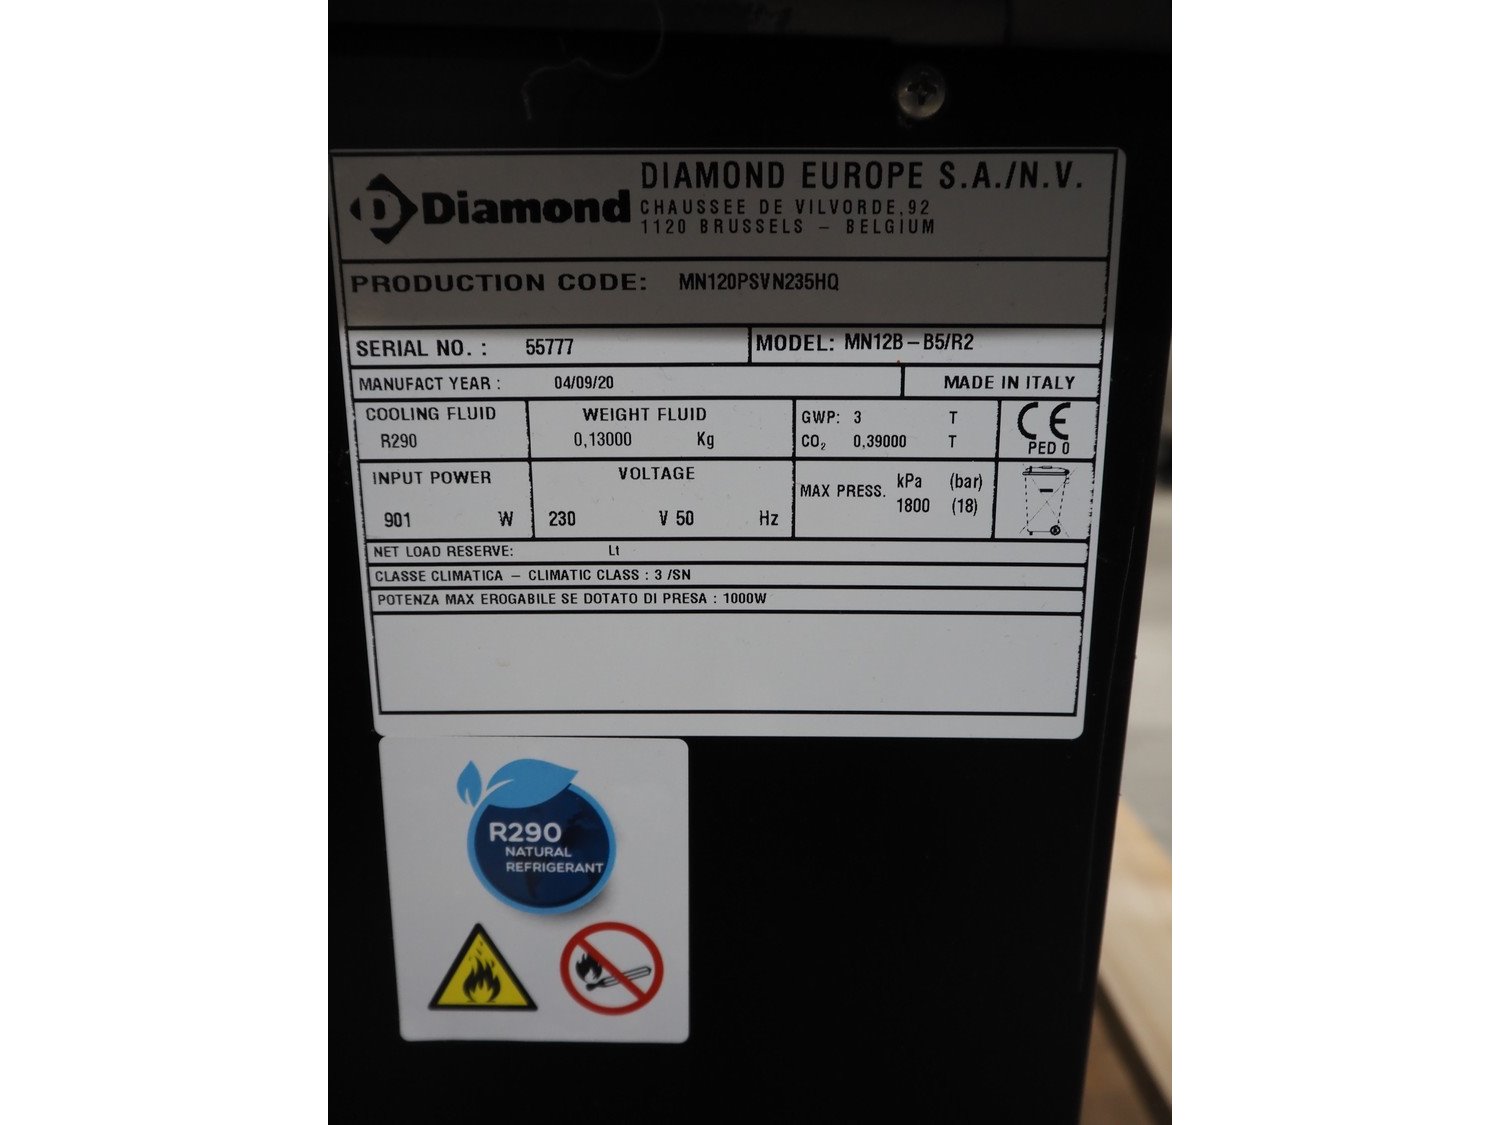 Diamond
DIAMOND EUROPE S.A./N.V.
CHAUSSEE DE VILVORDE,92
1120 BRUSSELS – BELGIUM
PRODUCTION CODE: MN120PSVN235HQ
SERIAL NO. : 55777 MODEL: MN12B–B5/R2
MANUFACT YEAR : 04/09/20 MADE IN ITALY
COOLING FLUID
R290
WEIGHT FLUID
0,13000 Kg
GWP: 3 T
CO₂ 0,39000 T
CE
PED 0
INPUT POWER
901 W
VOLTAGE
230 V 50 Hz
MAX PRESS. kPa (bar)
1800 (18)
NET LOAD RESERVE: Lt
CLASSE CLIMATICA – CLIMATIC CLASS : 3 /SN
POTENZA MAX EROGABILE SE DOTATO DI PRESA : 1000W
R290
NATURAL
REFRIGERANT